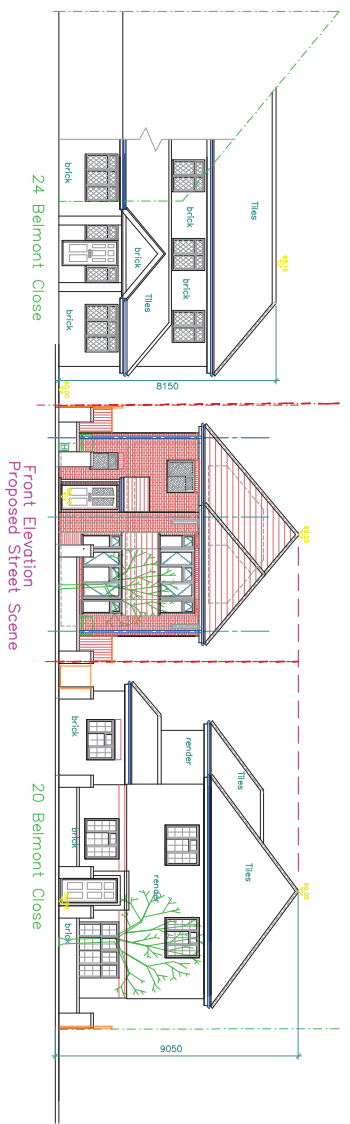 Tiles
brick
brick
brick
brick
Tiles
brick
24 Belmont Close
8150
Front Elevation
Proposed Street Scene
Tiles
Tiles
render
render
brick
brick
brick
20 Belmont Close
9050